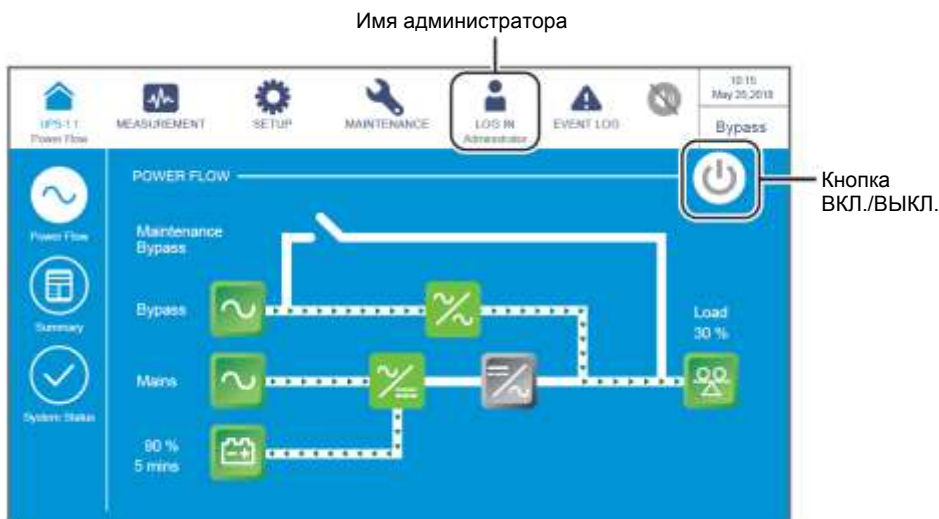 Имя администратора
10:15
May 25,2018
UPS-1 1
Power Flow
MEASUREMENT
SETUP
MAINTENANCE
LOG IN
Administrator
EVENT LOG
Bypass
POWER FLOW
Кнопка
ВКЛ./ВЫКЛ.
Power Flow
Maintenance
Bypass
Summary
Bypass
Load
30 %
Mains
System Status
90 %
5 mins